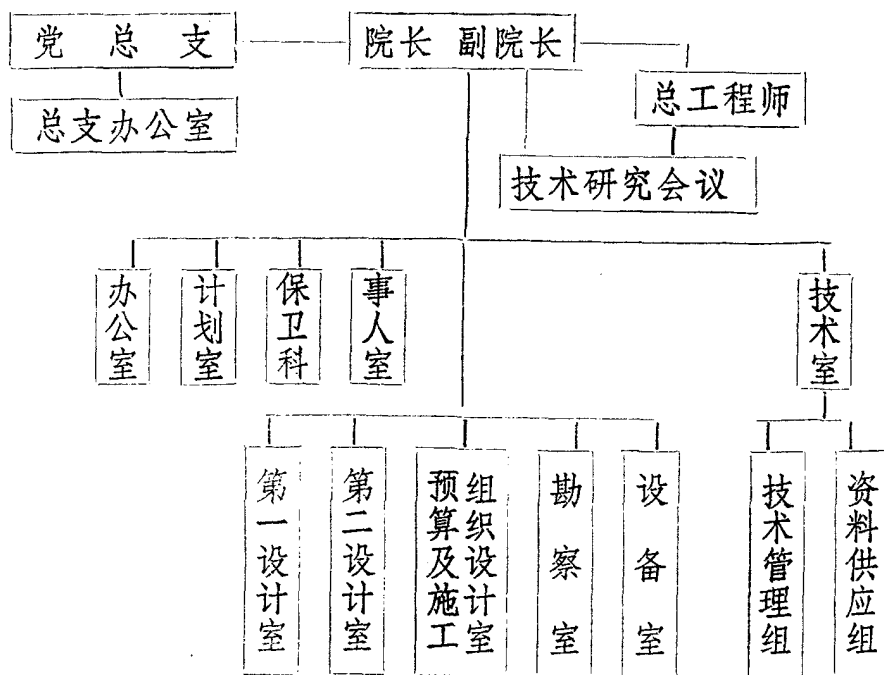 党总支
院长 副院长
总工程师
总支办公室
技术研究会议
办公室
计划室
保卫科
事人室
技术室
第一设计室
第二设计室
预算及施工
组织设计室
勘察室
设备室
技术管理组
资料供应组